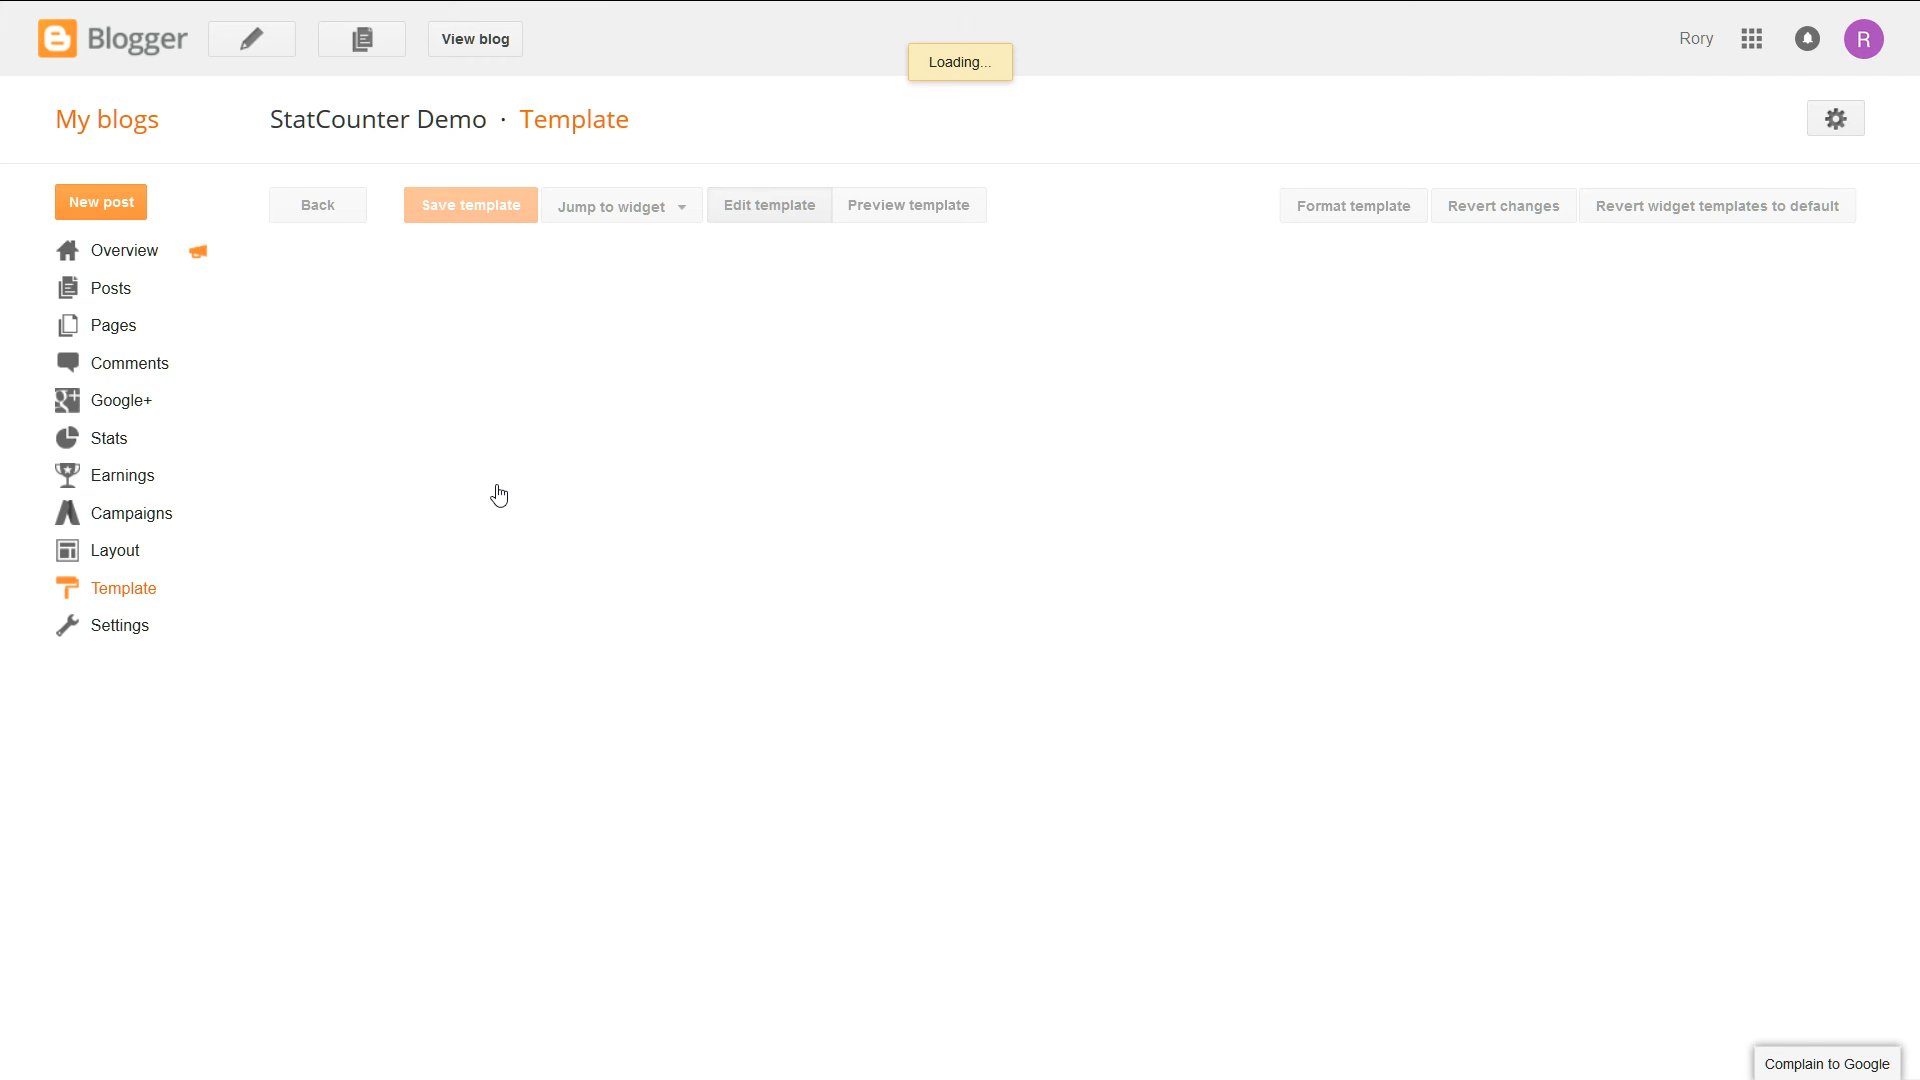 Blogger
View blog
Loading...
Rory
R
My blogs
StatCounter Demo · Template
New post
Back
Save template
Jump to widget
Edit template
Preview template
Format template
Revert changes
Revert widget templates to default
Overview
Posts
Pages
Comments
Google+
Stats
Earnings
Campaigns
Layout
Template
Settings
Complain to Google